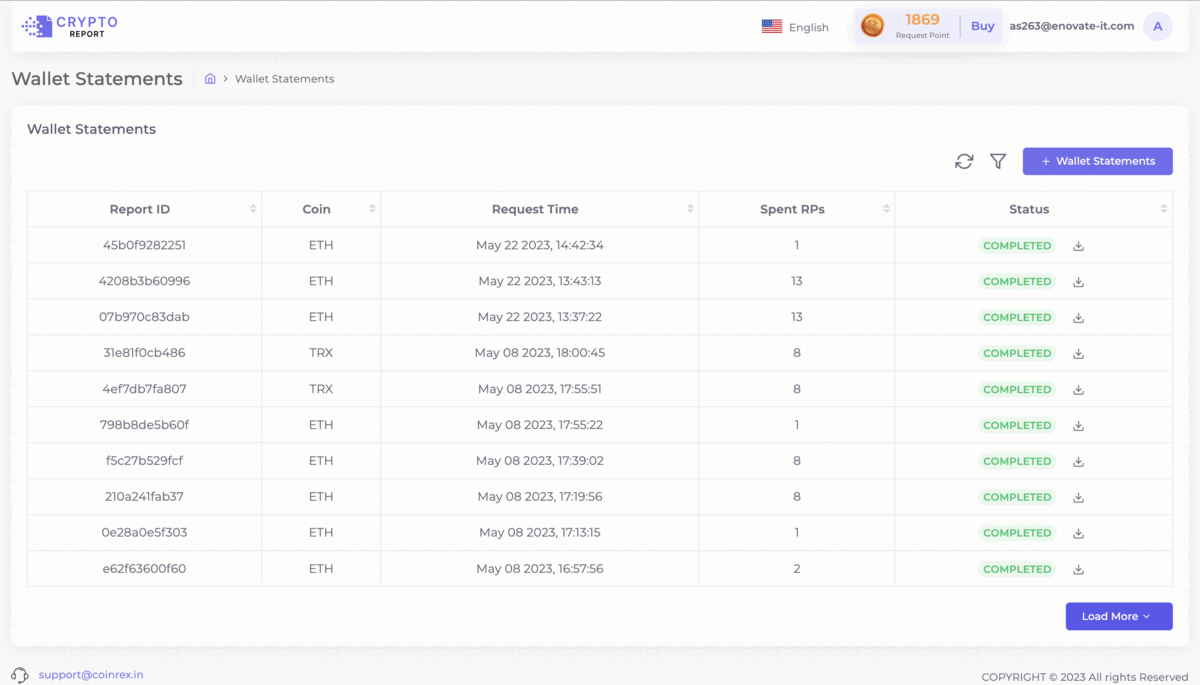 CRYPTO
REPORT
English
1869
Request Point
Buy
as263@enovate-it.com
A
Wallet Statements
Wallet Statements
Wallet Statements
+ Wallet Statements
Report ID Coin Request Time Spent RPs Status
45b0f9282251 ETH May 22 2023, 14:42:34 1 COMPLETED
4208b3b60996 ETH May 22 2023, 13:43:13 13 COMPLETED
07b970c83dab ETH May 22 2023, 13:37:22 13 COMPLETED
31e81f0cb486 TRX May 08 2023, 18:00:45 8 COMPLETED
4ef7db7fa807 TRX May 08 2023, 17:55:51 8 COMPLETED
798b8de5b60f ETH May 08 2023, 17:55:22 1 COMPLETED
f5c27b529fcf ETH May 08 2023, 17:39:02 8 COMPLETED
210a241fab37 ETH May 08 2023, 17:19:56 8 COMPLETED
0e28a0e5f303 ETH May 08 2023, 17:13:15 1 COMPLETED
e62f63600f60 ETH May 08 2023, 16:57:56 2 COMPLETED
Load More
support@coinrex.in
COPYRIGHT © 2023 All rights Reserved